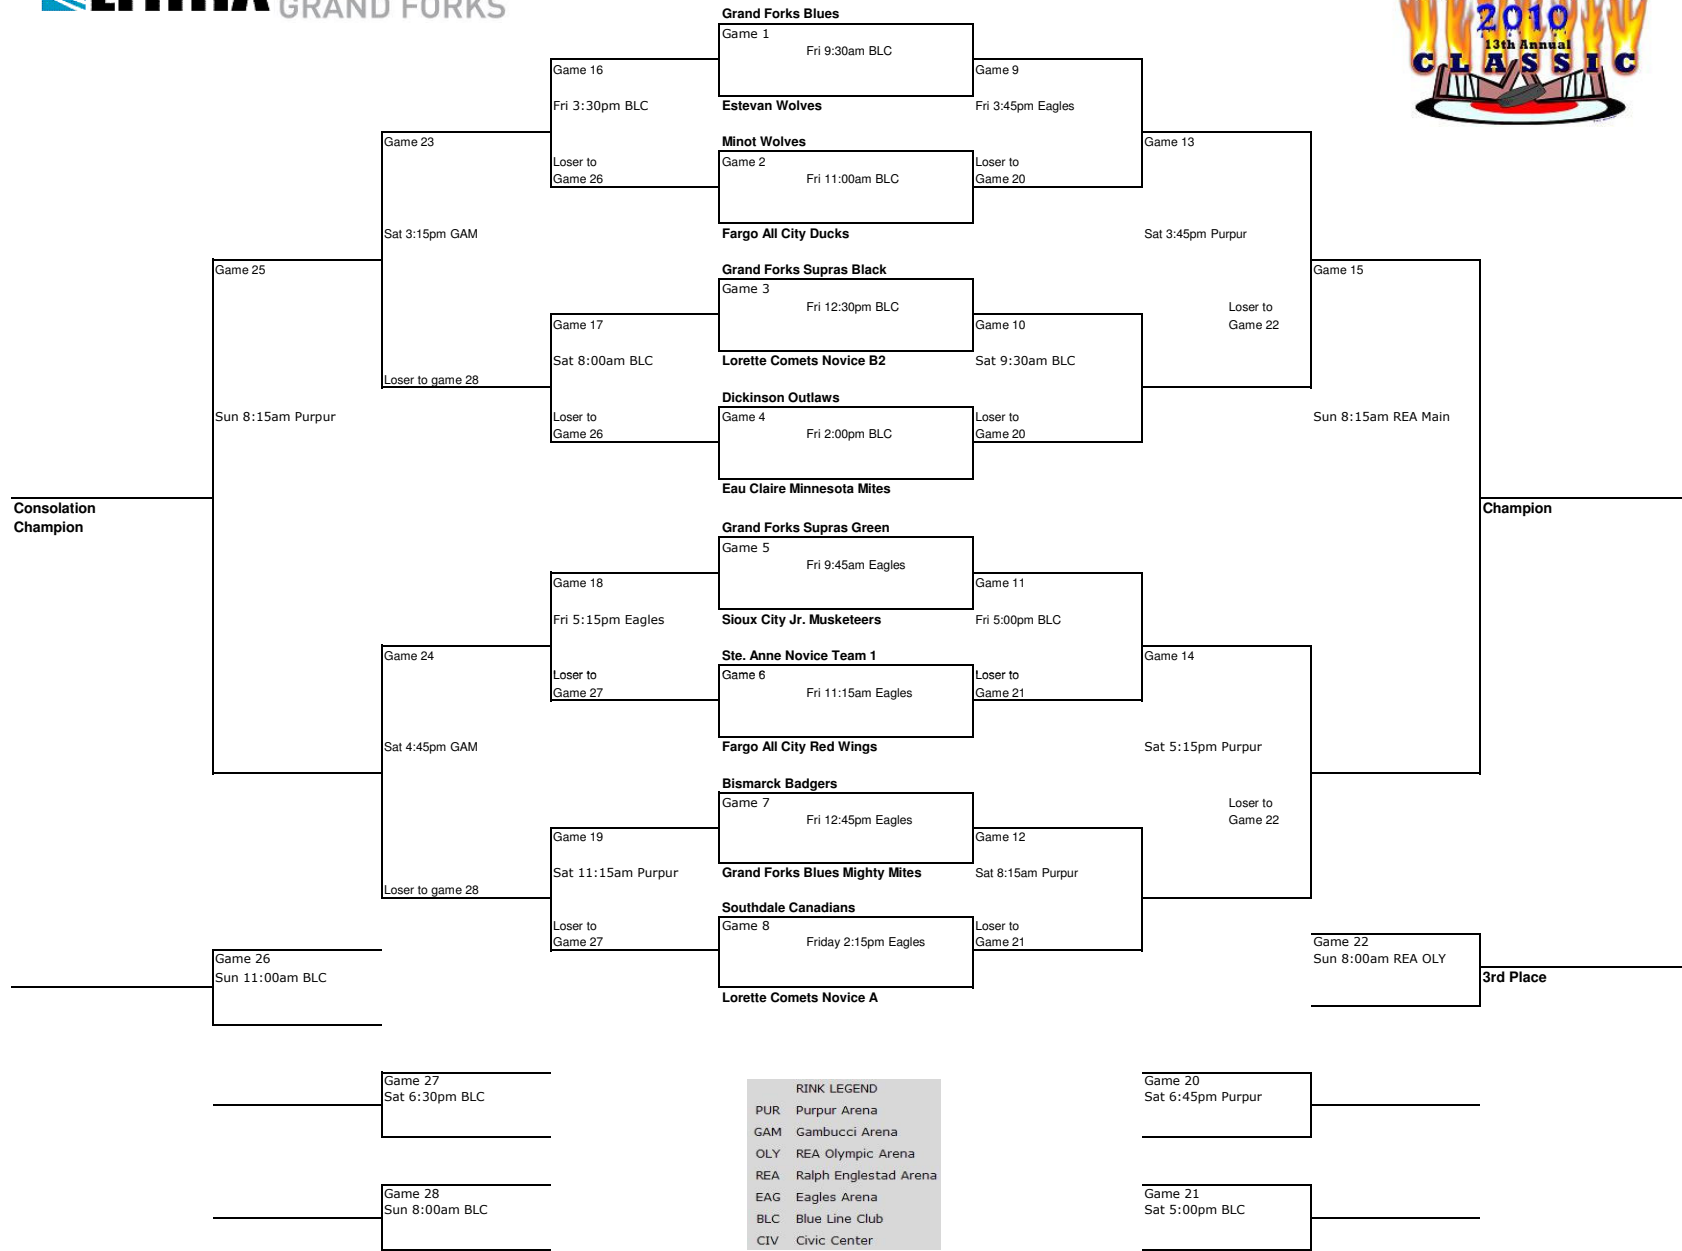 GRAND FORKS
2010
13th Annual
CLASSIC
Grand Forks Blues
Game 1
Fri 9:30am BLC
Estevan Wolves
Game 16
Fri 3:30pm BLC
Loser to
Game 26
Game 9
Fri 3:45pm Eagles
Loser to
Game 20
Minot Wolves
Game 2
Fri 11:00am BLC
Fargo All City Ducks
Game 23
Sat 3:15pm GAM
Loser to game 28
Game 13
Sat 3:45pm Purpur
Loser to
Game 22
Grand Forks Supras Black
Game 3
Fri 12:30pm BLC
Lorette Comets Novice B2
Game 17
Sat 8:00am BLC
Loser to
Game 26
Game 10
Sat 9:30am BLC
Loser to
Game 20
Dickinson Outlaws
Game 4
Fri 2:00pm BLC
Eau Claire Minnesota Mites
Game 25
Sun 8:15am Purpur
Game 15
Sun 8:15am REA Main
Consolation
Champion
Champion
Grand Forks Supras Green
Game 5
Fri 9:45am Eagles
Sioux City Jr. Musketeers
Game 18
Fri 5:15pm Eagles
Loser to
Game 27
Game 11
Fri 5:00pm BLC
Loser to
Game 21
Ste. Anne Novice Team 1
Game 6
Fri 11:15am Eagles
Fargo All City Red Wings
Game 24
Sat 4:45pm GAM
Loser to game 28
Game 14
Sat 5:15pm Purpur
Loser to
Game 22
Bismarck Badgers
Game 7
Fri 12:45pm Eagles
Grand Forks Blues Mighty Mites
Game 19
Sat 11:15am Purpur
Loser to
Game 27
Game 12
Sat 8:15am Purpur
Loser to
Game 21
Southdale Canadians
Game 8
Friday 2:15pm Eagles
Lorette Comets Novice A
Game 26
Sun 11:00am BLC
Game 22
Sun 8:00am REA OLY
3rd Place
Game 27
Sat 6:30pm BLC
Game 20
Sat 6:45pm Purpur
Game 28
Sun 8:00am BLC
Game 21
Sat 5:00pm BLC
RINK LEGEND
PUR Purpur Arena
GAM Gambucci Arena
OLY REA Olympic Arena
REA Ralph Englestad Arena
EAG Eagles Arena
BLC Blue Line Club
CIV Civic Center